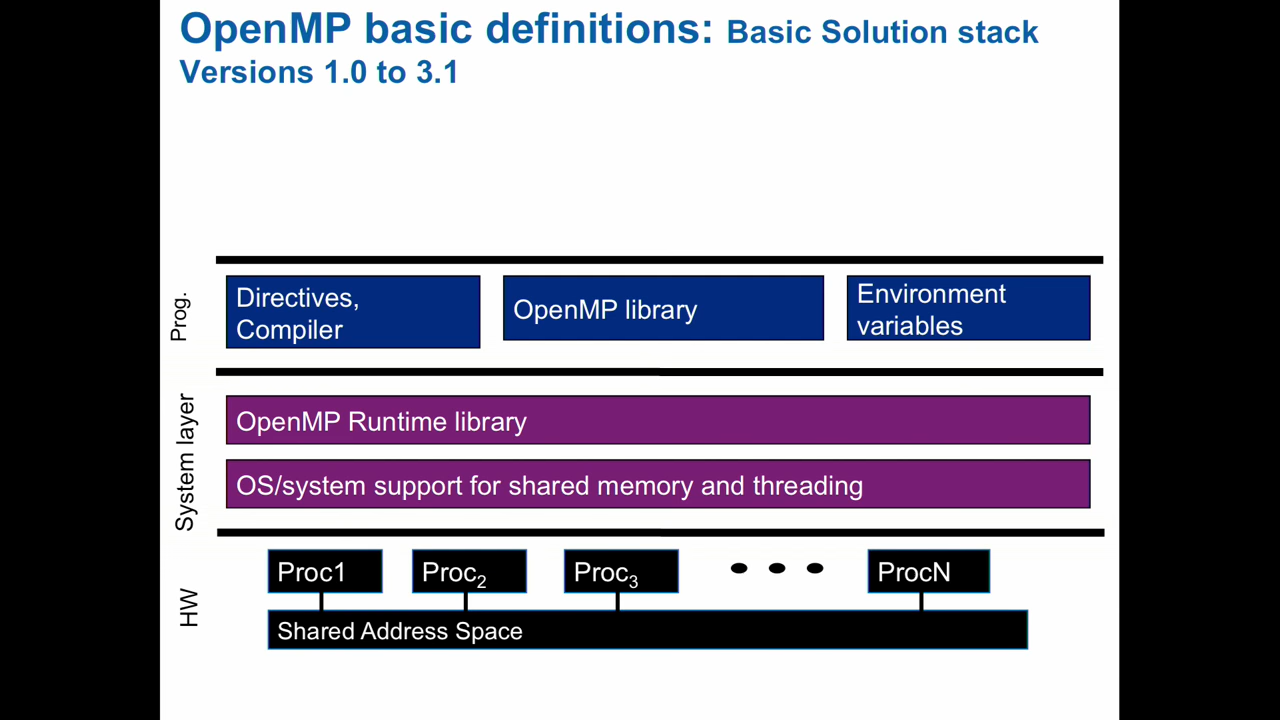 OpenMP basic definitions: Basic Solution stack
Versions 1.0 to 3.1
Prog.
Directives,
Compiler
OpenMP library
Environment
variables
System layer
OpenMP Runtime library
OS/system support for shared memory and threading
HW
Proc1
Proc2
Proc3
ProcN
Shared Address Space